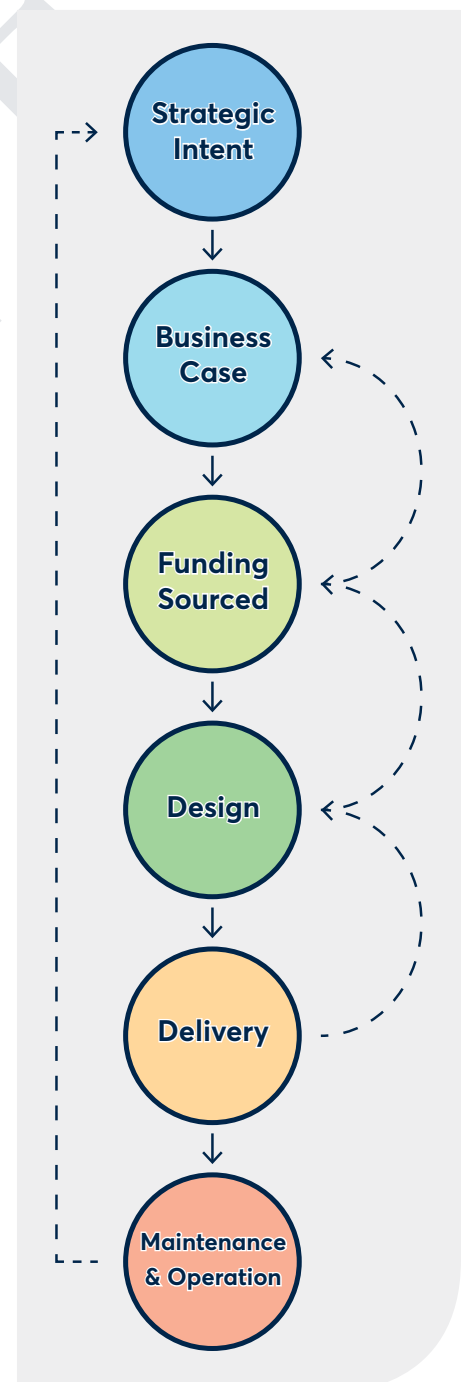 Strategic
Intent
Business
Case
Funding
Sourced
Design
Delivery
Maintenance
& Operation